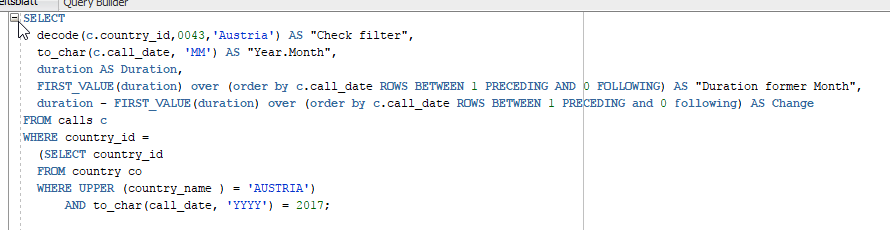 Query Builder
SELECT
decode(c.country_id,0043,'Austria') AS "Check filter",
to_char(c.call_date, 'MM') AS "Year.Month",
duration AS Duration,
FIRST_VALUE(duration) over (order by c.call_date ROWS BETWEEN 1 PRECEDING AND 0 FOLLOWING) AS "Duration former Month",
duration - FIRST_VALUE(duration) over (order by c.call_date ROWS BETWEEN 1 PRECEDING and 0 following) AS Change
FROM calls c
WHERE country_id =
(SELECT country_id
FROM country co
WHERE UPPER (country_name ) = 'AUSTRIA')
AND to_char(call_date, 'YYYY') = 2017;